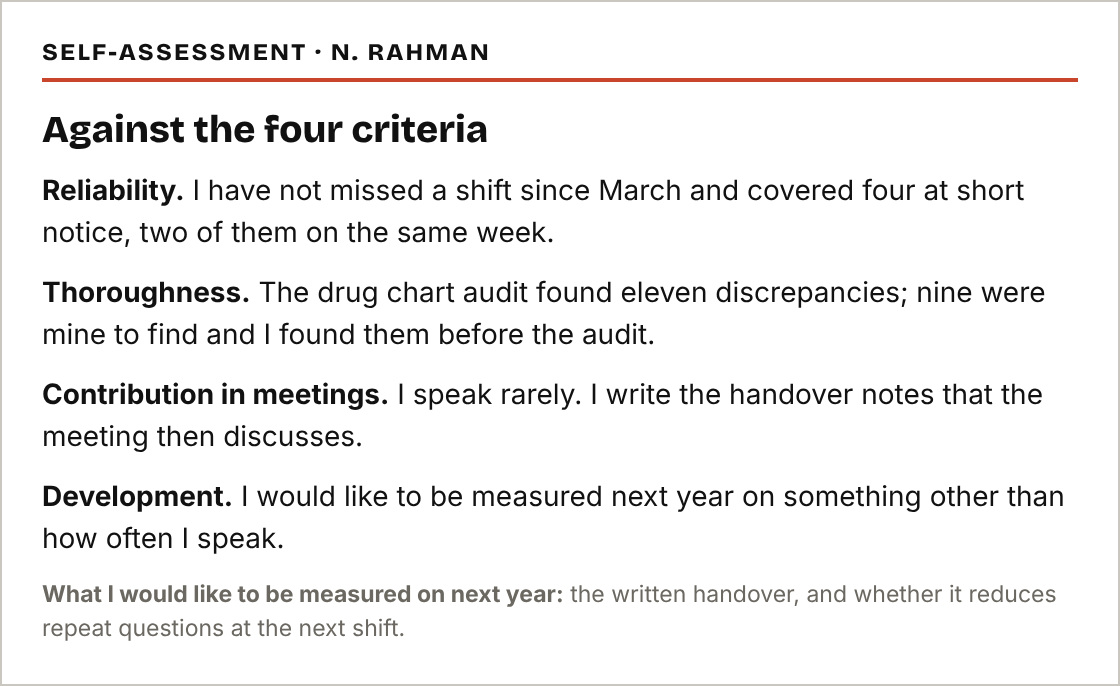 SELF-ASSESSMENT · N. RAHMAN
Against the four criteria
Reliability. I have not missed a shift since March and covered four at short
notice, two of them on the same week.
Thoroughness. The drug chart audit found eleven discrepancies; nine were
mine to find and I found them before the audit.
Contribution in meetings. I speak rarely. I write the handover notes that the
meeting then discusses.
Development. I would like to be measured next year on something other than
how often I speak.
What I would like to be measured on next year: the written handover, and whether it reduces
repeat questions at the next shift.